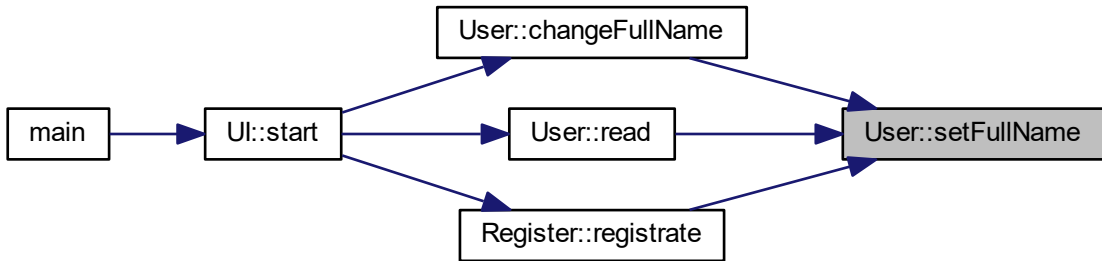 User::changeFullName
main
UI::start
User::read
User::setFullName
Register::registrate